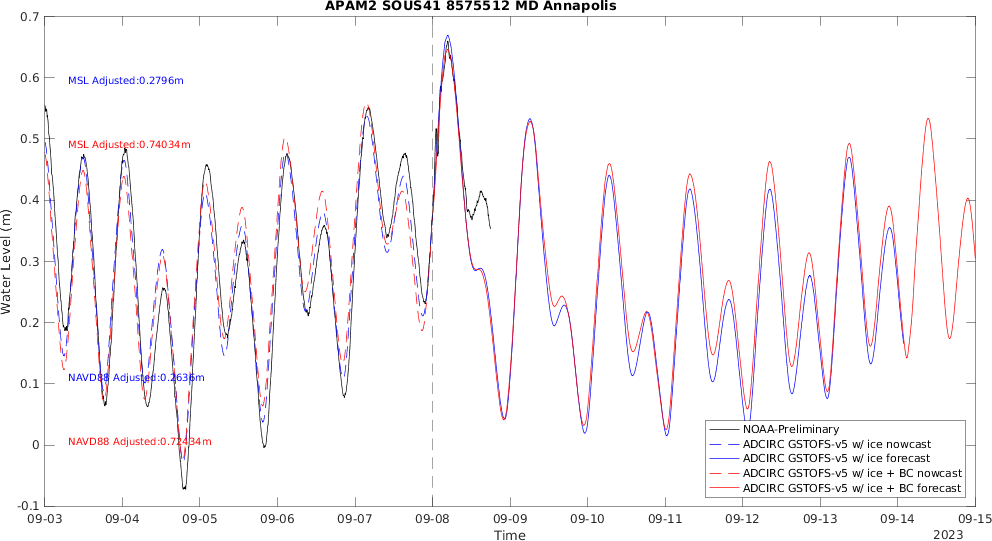 APAM2 SOUS41 8575512 MD Annapolis
0.7
0.6
0.5
0.4
0.3
0.2
0.1
0
-0.1
Water Level (m)
MSL Adjusted:0.2796m
MSL Adjusted:0.74034m
NAVD88 Adjusted:0.2636m
NAVD88 Adjusted:0.72434m
NOAA-Preliminary
ADCIRC GSTOFS-v5 w/ ice nowcast
ADCIRC GSTOFS-v5 w/ ice forecast
ADCIRC GSTOFS-v5 w/ ice + BC nowcast
ADCIRC GSTOFS-v5 w/ ice + BC forecast
09-03 09-04 09-05 09-06 09-07 09-08 09-09 09-10 09-11 09-12 09-13 09-14 09-15
Time
2023